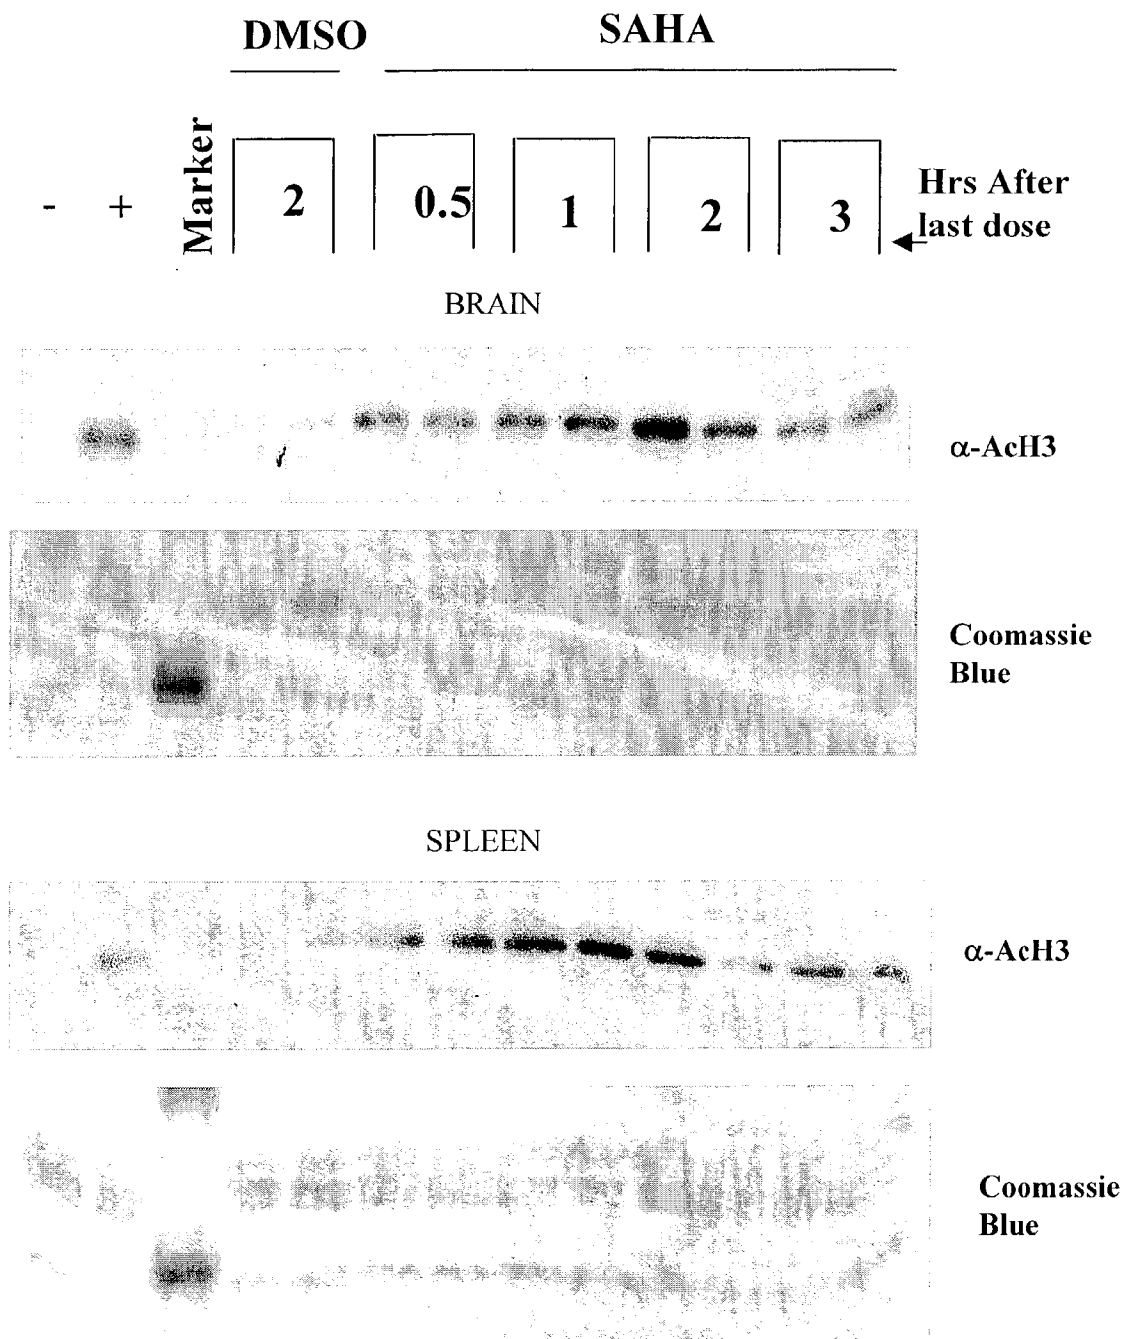 DMSO
SAHA
- +
Marker
2
0.5
1
2
3
Hrs After
last dose
BRAIN
α-AcH3
Coomassie
Blue
SPLEEN
α-AcH3
Coomassie
Blue